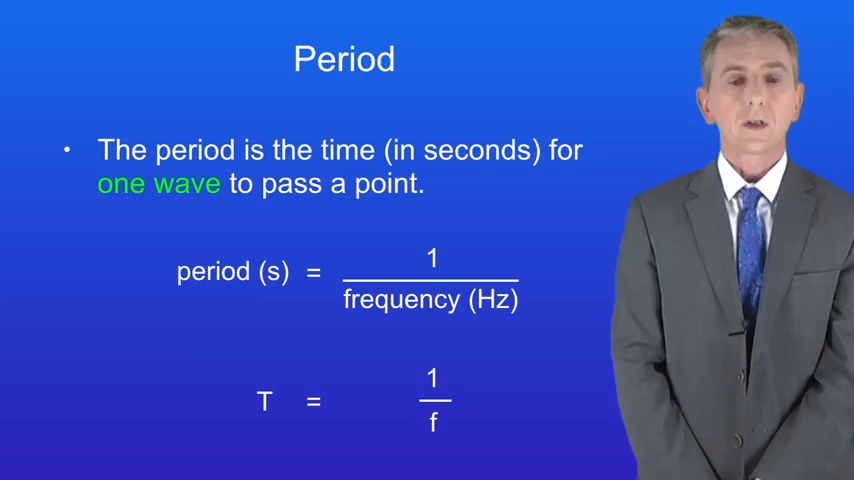 Period
• The period is the time (in seconds) for
one wave to pass a point.
period (s) = 1 / frequency (Hz)
T = 1 / f